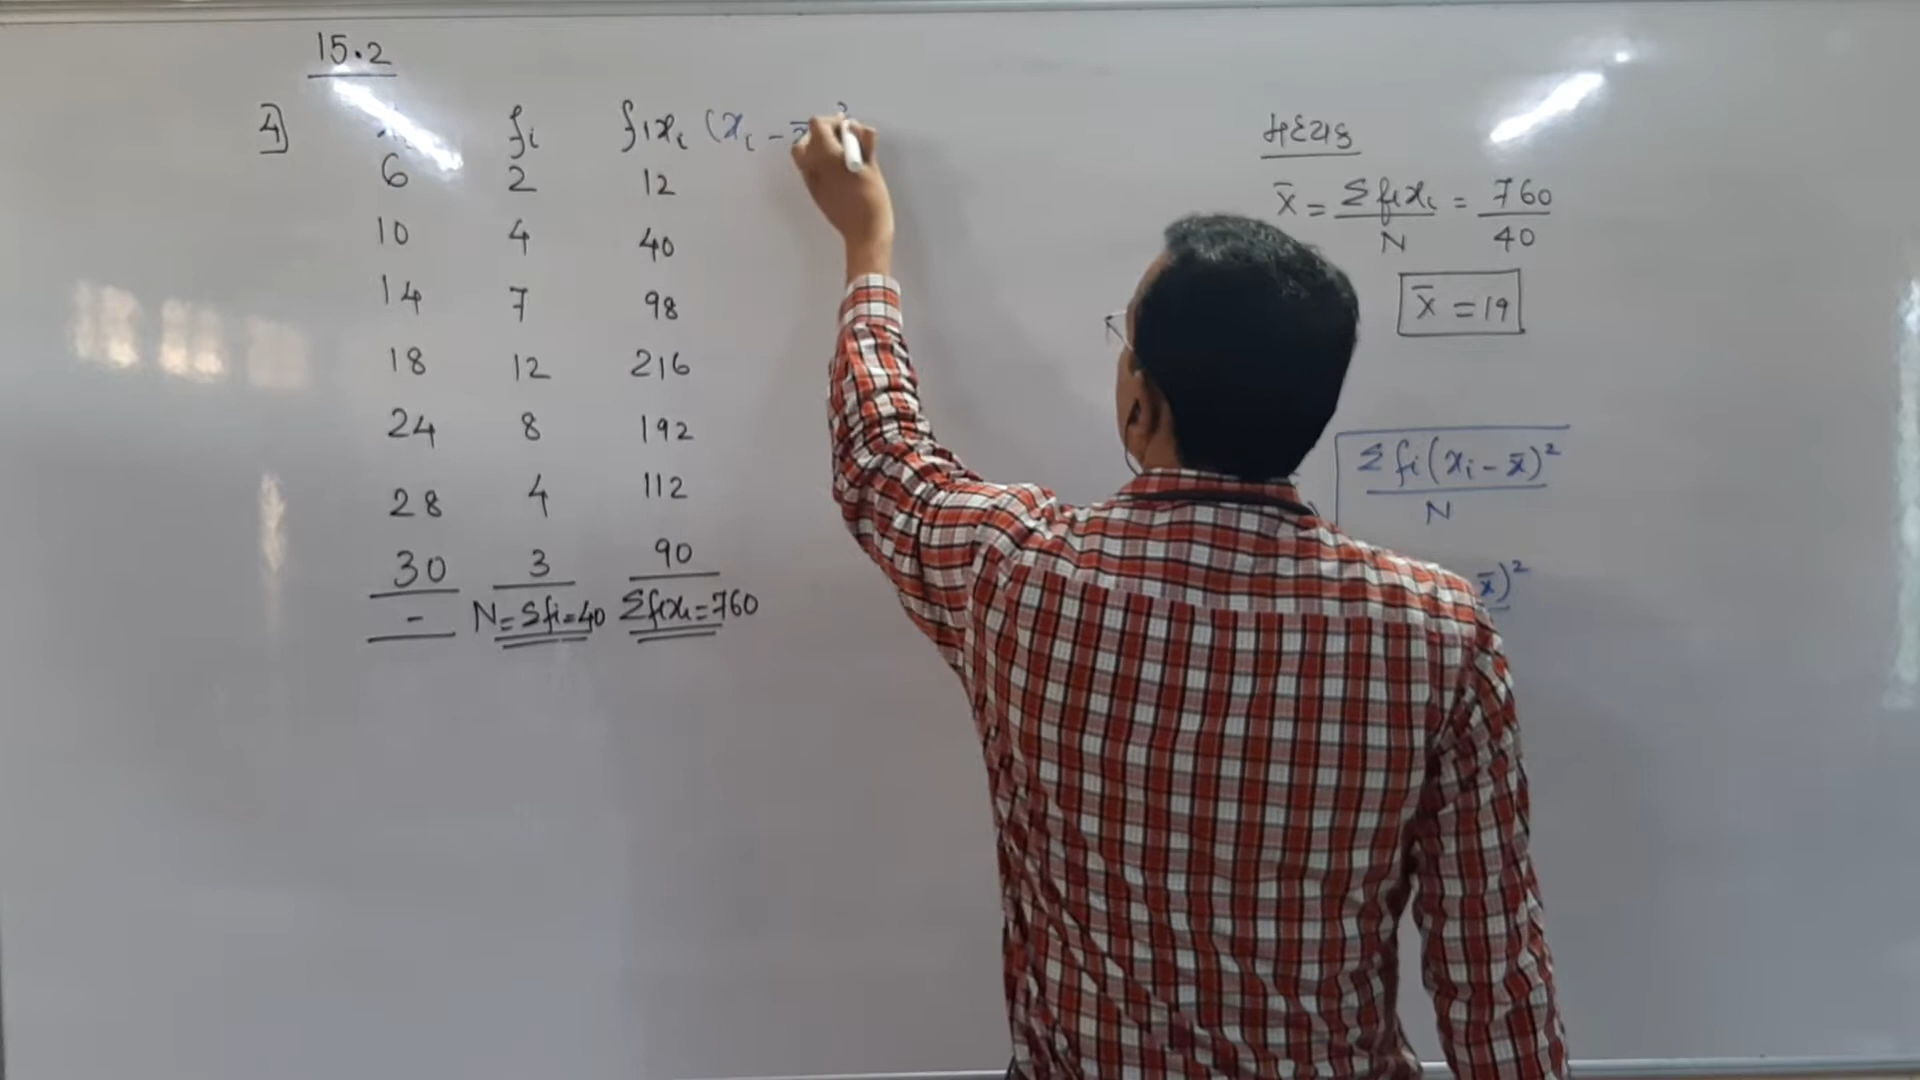 15.2
4] fi fixi (xi - x̄
6 2 12
10 4 40
14 7 98
18 12 216
24 8 192
28 4 112
30 3 90
- N=Σfi=40 Σfixi=760
મધ્યક
x̄ = Σfixi / N = 760 / 40
x̄ = 19
Σfi(xi - x̄)² / N
x̄)²